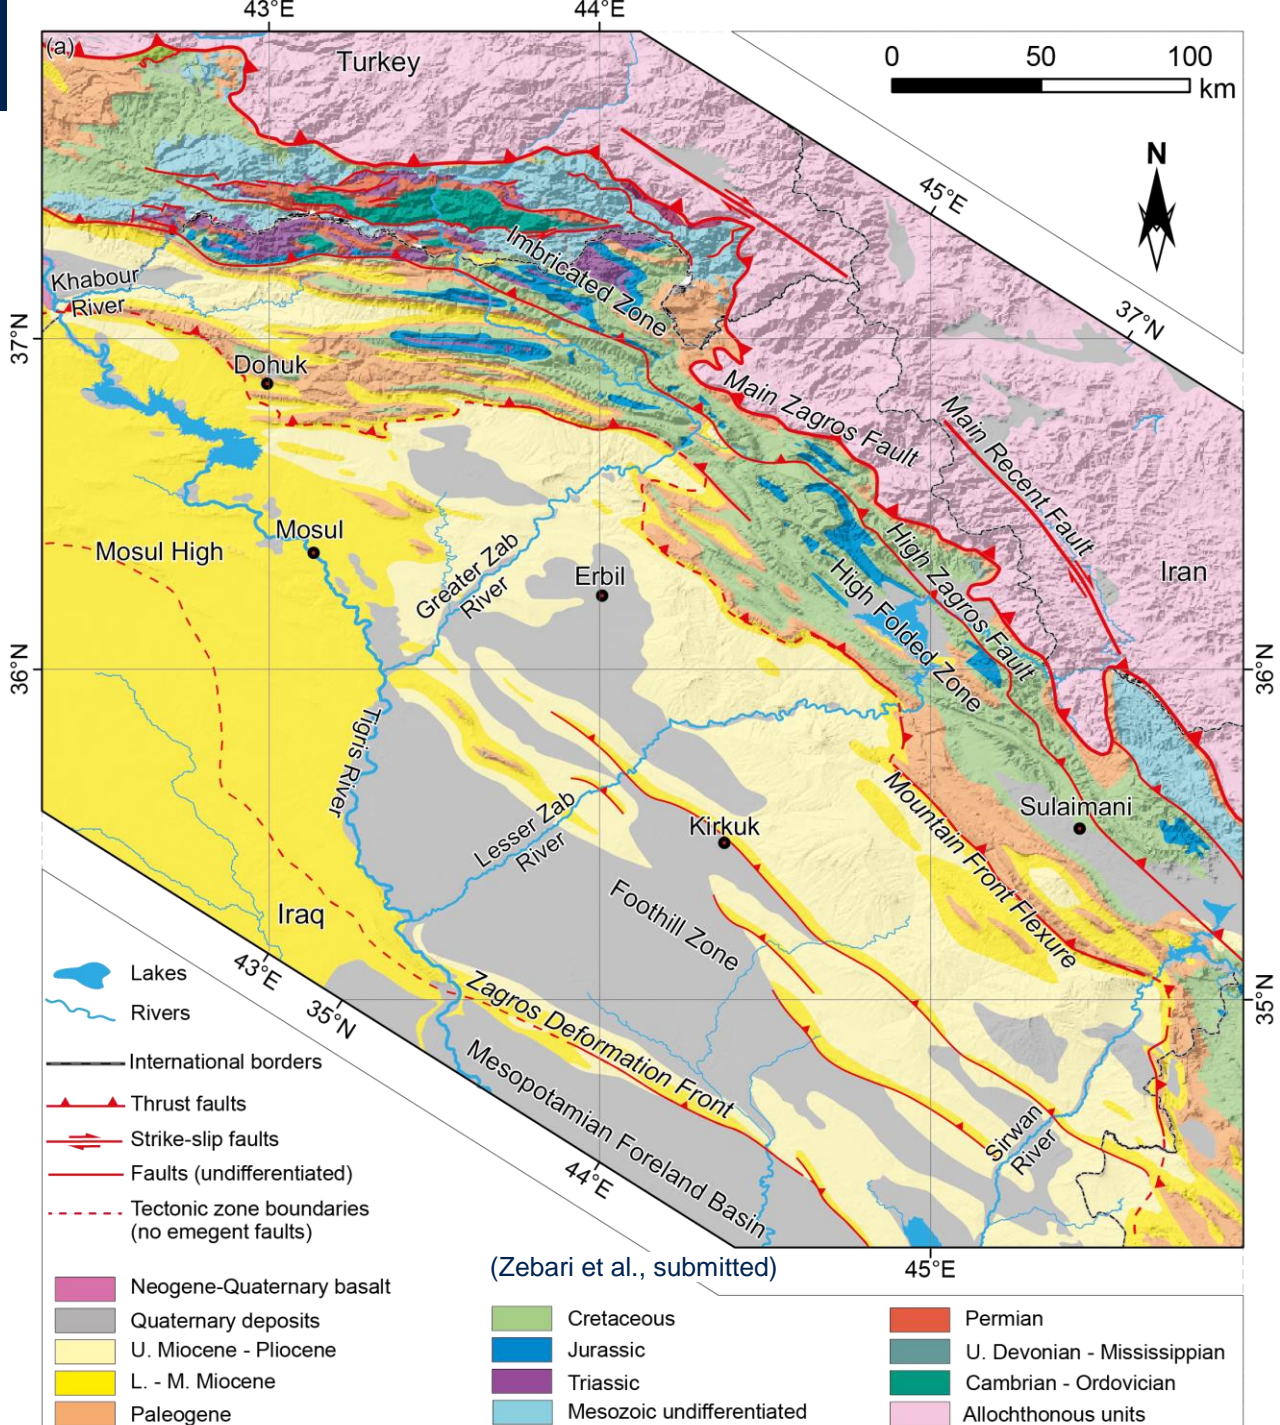 43°E
44°E
(a)
Turkey
0 50 100
km
N
45°E
37°N
Imbricated Zone
Khabour
River
37°N
Dohuk
Main Zagros Fault
Main Recent Fault
Mosul
Mosul High
Greater Zab
River
Erbil
High Zagros Fault
Iran
High Folded Zone
36°N
36°N
Tigris River
Mountain Front Flexure
Sulaimani
Lesser Zab
River
Kirkuk
Foothill Zone
Iraq
43°E
35°N
35°N
Zagros Deformation Front
Mesopotamian Foreland Basin
Sirwan
River
44°E
45°E
Lakes
Rivers
International borders
Thrust faults
Strike-slip faults
Faults (undifferentiated)
Tectonic zone boundaries
(no emegent faults)
(Zebari et al., submitted)
Neogene-Quaternary basalt
Quaternary deposits
U. Miocene - Pliocene
L. - M. Miocene
Paleogene
Cretaceous
Jurassic
Triassic
Mesozoic undifferentiated
Permian
U. Devonian - Mississippian
Cambrian - Ordovician
Allochthonous units